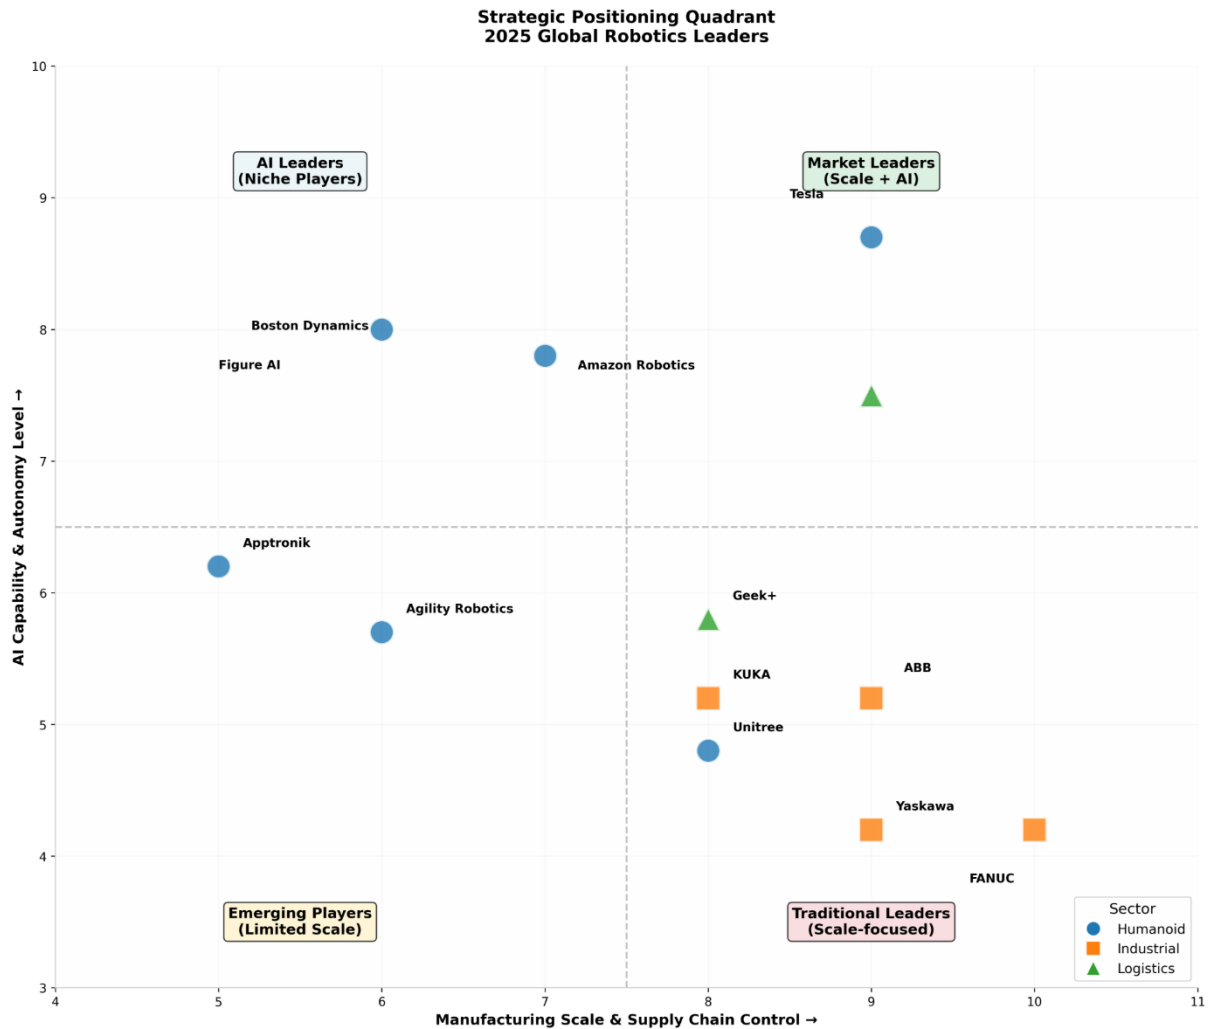 Strategic Positioning Quadrant
2025 Global Robotics Leaders
AI Capability & Autonomy Level →
10
9
8
7
6
5
4
3
AI Leaders
(Niche Players)
Market Leaders
(Scale + AI)
Tesla
Boston Dynamics
Figure AI
Amazon Robotics
Apptronik
Agility Robotics
Geek+
KUKA
ABB
Unitree
Yaskawa
FANUC
Emerging Players
(Limited Scale)
Traditional Leaders
(Scale-focused)
Sector
Humanoid
Industrial
Logistics
4
5
6
7
8
9
10
11
Manufacturing Scale & Supply Chain Control →